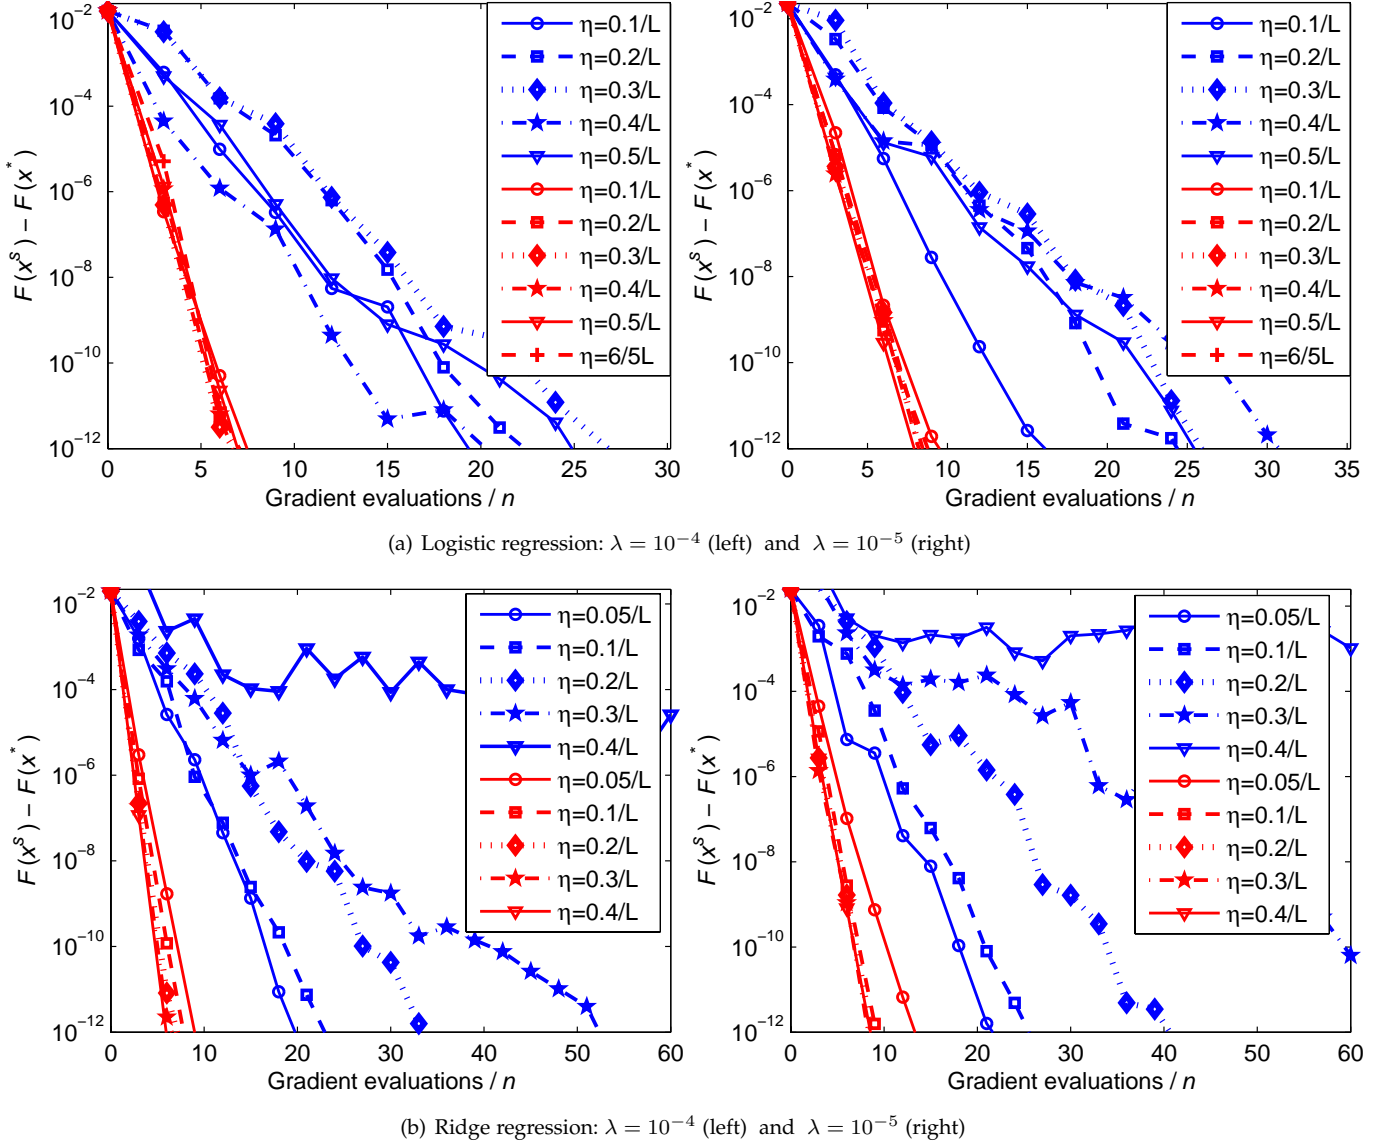 F(x^S) − F(x^*)
10^−2
10^−4
10^−6
10^−8
10^−10
10^−12
0 5 10 15 20 25 30
Gradient evaluations / n
η=0.1/L
η=0.2/L
η=0.3/L
η=0.4/L
η=0.5/L
η=0.1/L
η=0.2/L
η=0.3/L
η=0.4/L
η=0.5/L
η=6/5L
F(x^S) − F(x^*)
10^−2
10^−4
10^−6
10^−8
10^−10
10^−12
0 5 10 15 20 25 30 35
Gradient evaluations / n
η=0.1/L
η=0.2/L
η=0.3/L
η=0.4/L
η=0.5/L
η=0.1/L
η=0.2/L
η=0.3/L
η=0.4/L
η=0.5/L
η=6/5L
(a) Logistic regression: λ = 10^−4 (left) and λ = 10^−5 (right)
F(x^S) − F(x^*)
10^−2
10^−4
10^−6
10^−8
10^−10
10^−12
0 10 20 30 40 50 60
Gradient evaluations / n
η=0.05/L
η=0.1/L
η=0.2/L
η=0.3/L
η=0.4/L
η=0.05/L
η=0.1/L
η=0.2/L
η=0.3/L
η=0.4/L
F(x^S) − F(x^*)
10^−2
10^−4
10^−6
10^−8
10^−10
10^−12
0 10 20 30 40 50 60
Gradient evaluations / n
η=0.05/L
η=0.1/L
η=0.2/L
η=0.3/L
η=0.4/L
η=0.05/L
η=0.1/L
η=0.2/L
η=0.3/L
η=0.4/L
(b) Ridge regression: λ = 10^−4 (left) and λ = 10^−5 (right)